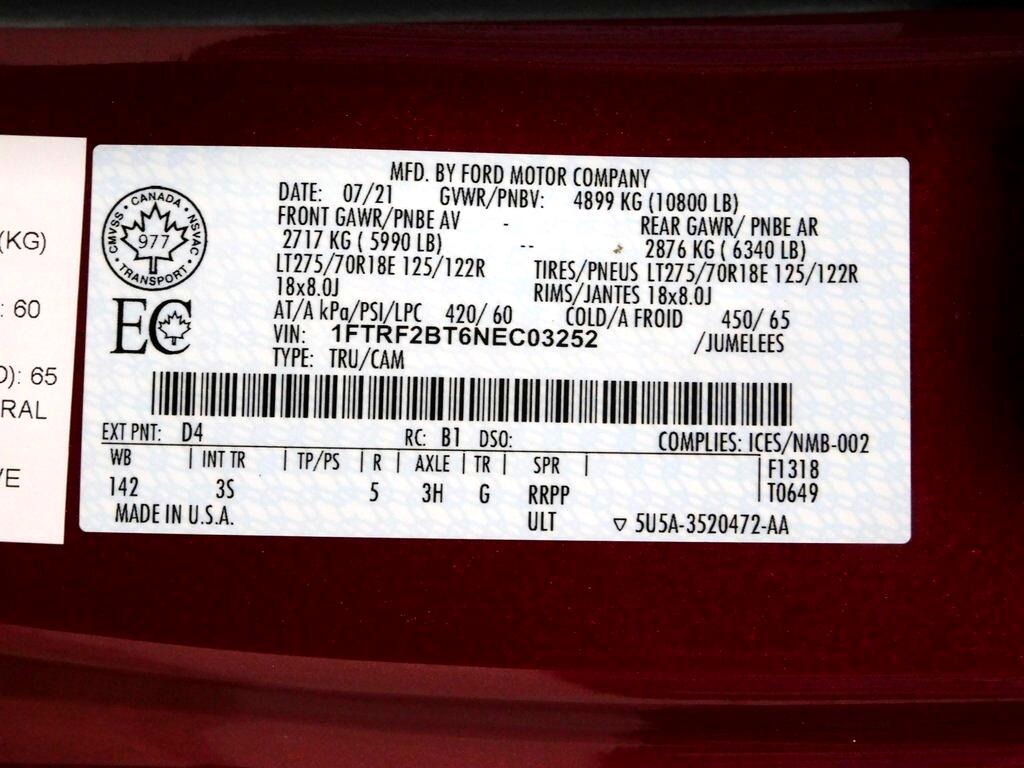 (KG)
: 60
D): 65
RAL
/E
CMVSS · CANADA · NSVAC · TRANSPORT ·
977
EC
MFD. BY FORD MOTOR COMPANY
DATE: 07/21 GVWR/PNBV: 4899 KG (10800 LB)
FRONT GAWR/PNBE AV - REAR GAWR/ PNBE AR
2717 KG ( 5990 LB) -- 2876 KG ( 6340 LB)
LT275/70R18E 125/122R TIRES/PNEUS LT275/70R18E 125/122R
18x8.0J RIMS/JANTES 18x8.0J
AT/A kPa/PSI/LPC 420/ 60 COLD/A FROID 450/ 65
VIN: 1FTRF2BT6NEC03252 /JUMELEES
TYPE: TRU/CAM
EXT PNT: D4 RC: B1 DSO: COMPLIES: ICES/NMB-002
WB | INT TR | TP/PS | R | AXLE | TR | SPR | | F1318
142 3S 5 3H G RRPP | T0649
MADE IN U.S.A. ULT ▽ 5U5A-3520472-AA